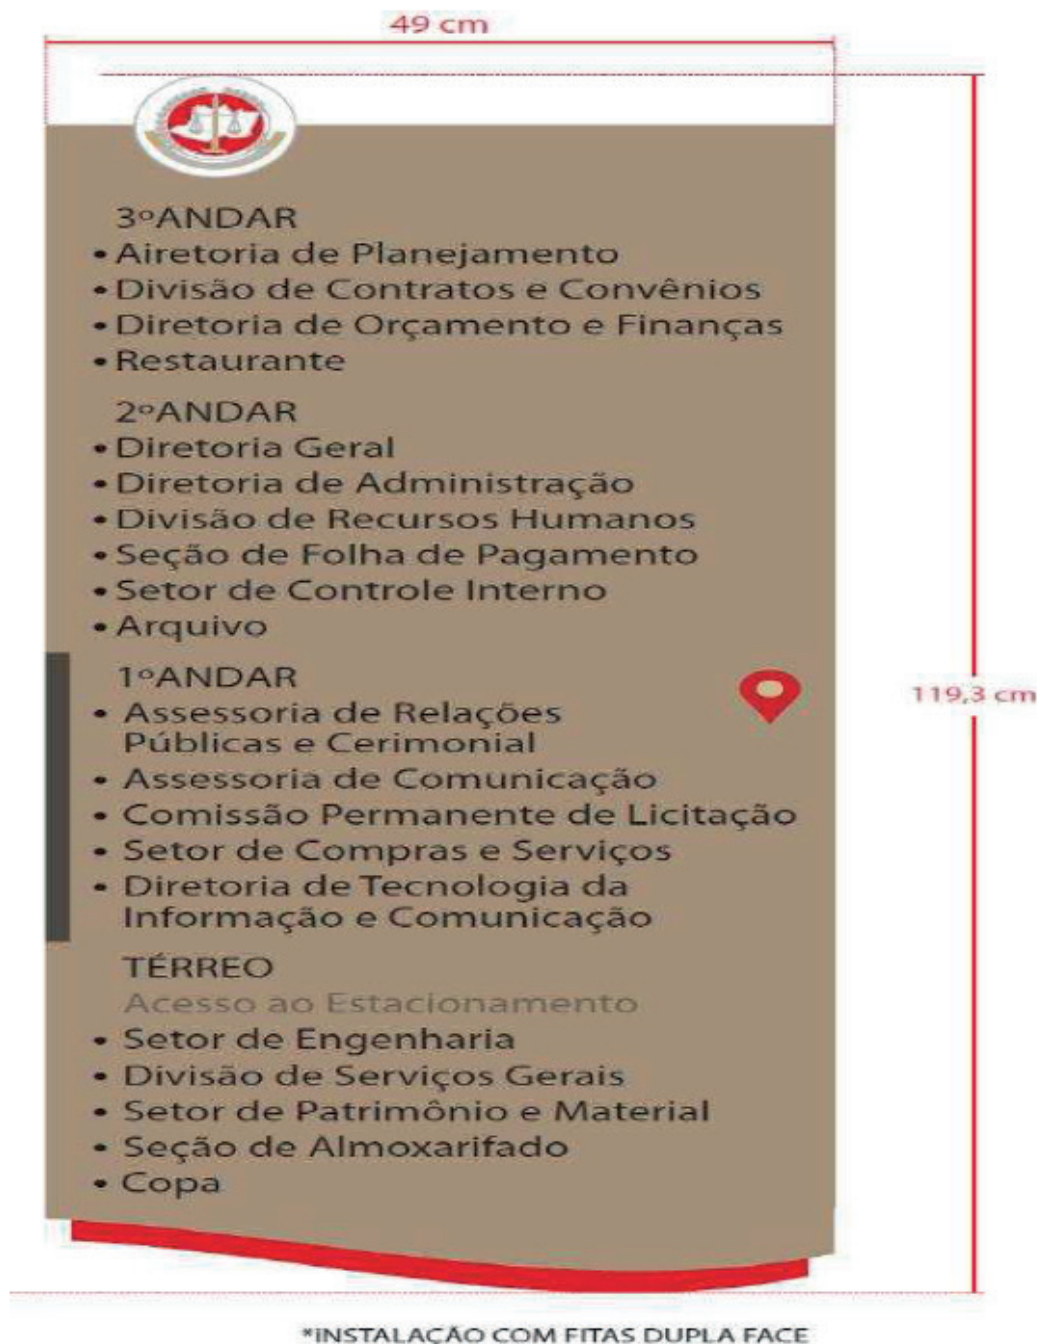 49 cm
3ºANDAR
• Airetoria de Planejamento
• Divisão de Contratos e Convênios
• Diretoria de Orçamento e Finanças
• Restaurante
2ºANDAR
• Diretoria Geral
• Diretoria de Administração
• Divisão de Recursos Humanos
• Seção de Folha de Pagamento
• Setor de Controle Interno
• Arquivo
1ºANDAR
• Assessoria de Relações
Públicas e Cerimonial
• Assessoria de Comunicação
• Comissão Permanente de Licitação
• Setor de Compras e Serviços
• Diretoria de Tecnologia da
Informação e Comunicação
119,3 cm
TÉRREO
Acesso ao Estacionamento
• Setor de Engenharia
• Divisão de Serviços Gerais
• Setor de Patrimônio e Material
• Seção de Almoxarifado
• Copa
*INSTALAÇÃO COM FITAS DUPLA FACE